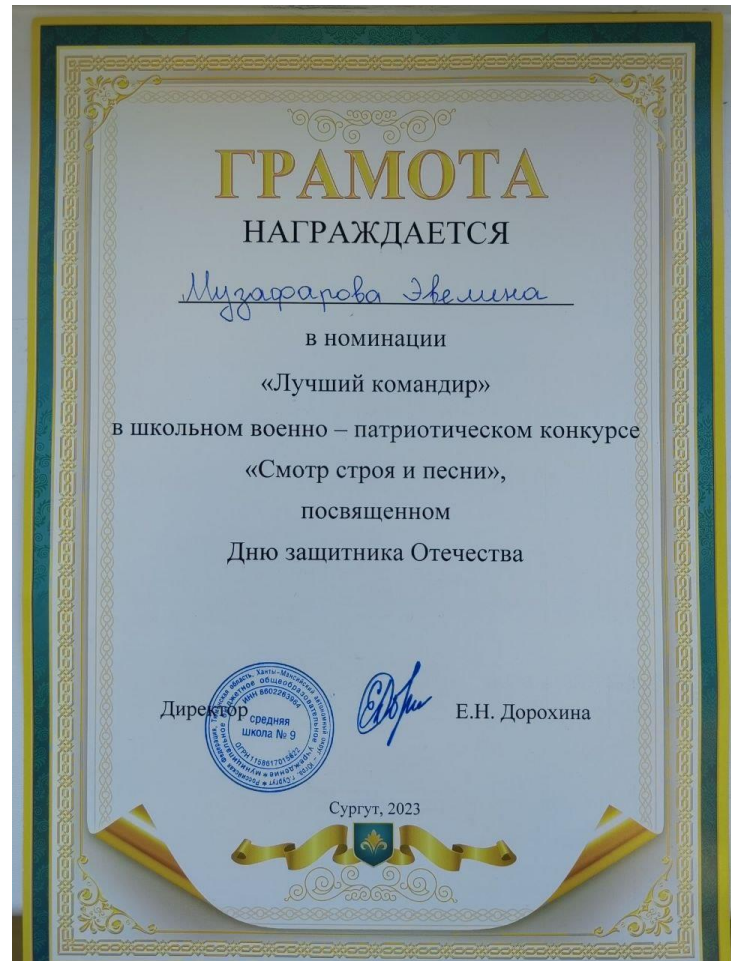 ГРАМОТА
НАГРАЖДАЕТСЯ
Музафарова Эвелина
в номинации
«Лучший командир»
в школьном военно – патриотическом конкурсе
«Смотр строя и песни»,
посвященном
Дню защитника Отечества
Директор
средняя
школа № 9
Е.Н. Дорохина
Сургут, 2023